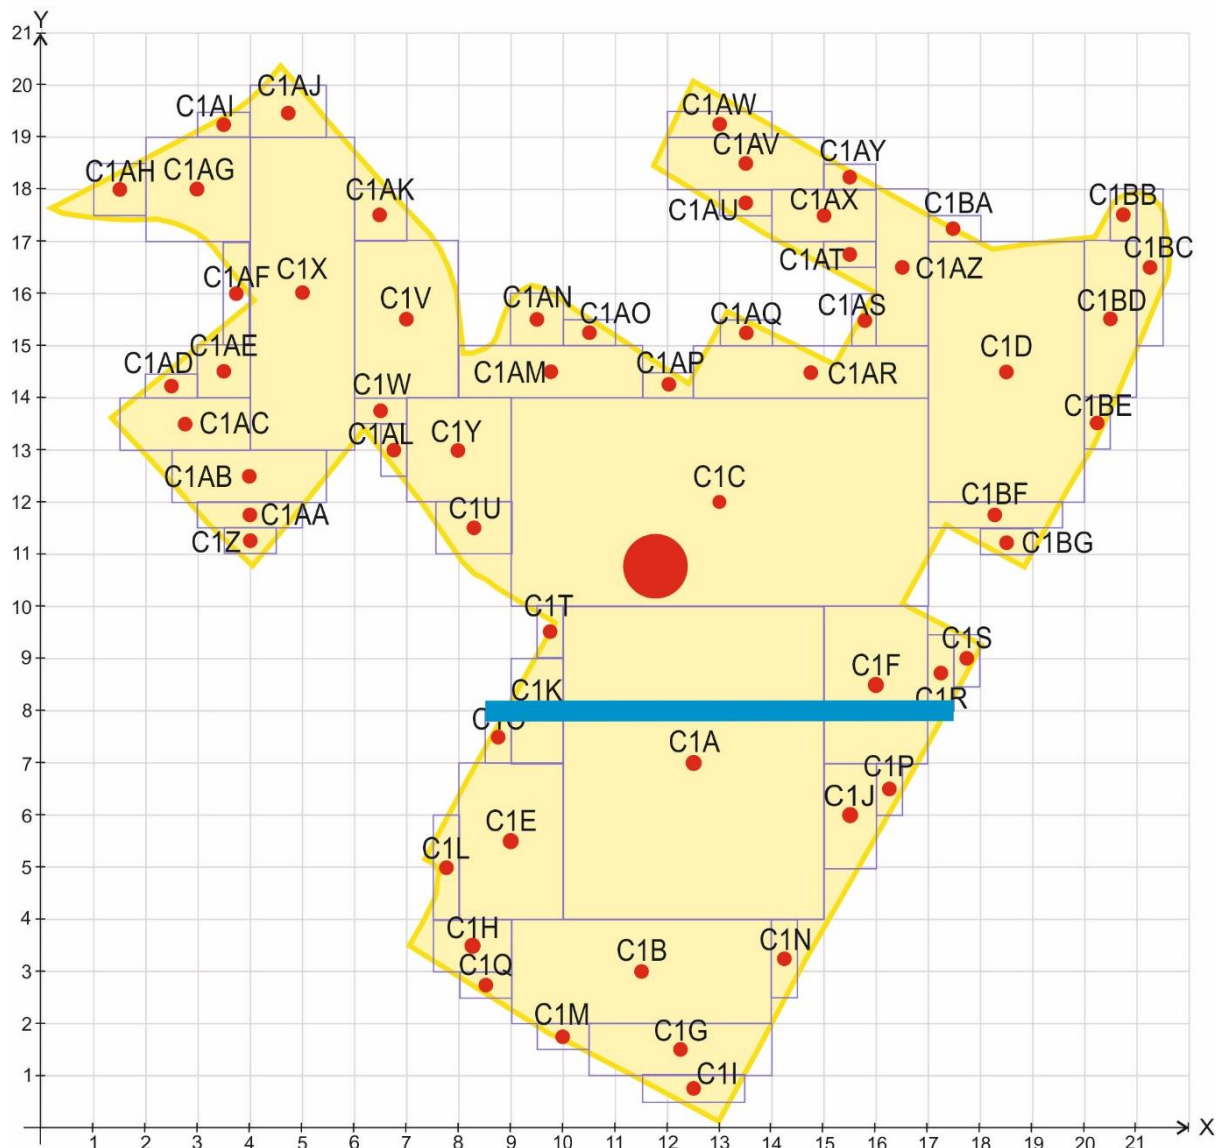 Y
21
20
C1AJ
C1AI
C1AW
19
C1AV
C1AY
C1AH
C1AG
18
C1AK
C1AU
C1AX
C1BA
C1BB
17
C1BC
C1AT
C1AZ
C1AF
C1X
16
C1AN
C1AO
C1AQ
C1AS
C1BD
C1V
15
C1AE
C1AD
C1AM
C1AP
C1AR
C1D
14
C1W
C1AC
C1BE
C1AL
C1Y
13
C1AB
C1C
12
C1AA
C1U
C1BF
C1Z
C1BG
11
10
C1T
9
C1S
C1F
C1K
C1R
8
C1A
7
C1P
C1J
6
C1E
C1L
5
4
C1H
C1B
C1N
3
C1Q
2
C1M
C1G
1
C1I
1 2 3 4 5 6 7 8 9 10 11 12 13 14 15 16 17 18 19 20 21 X